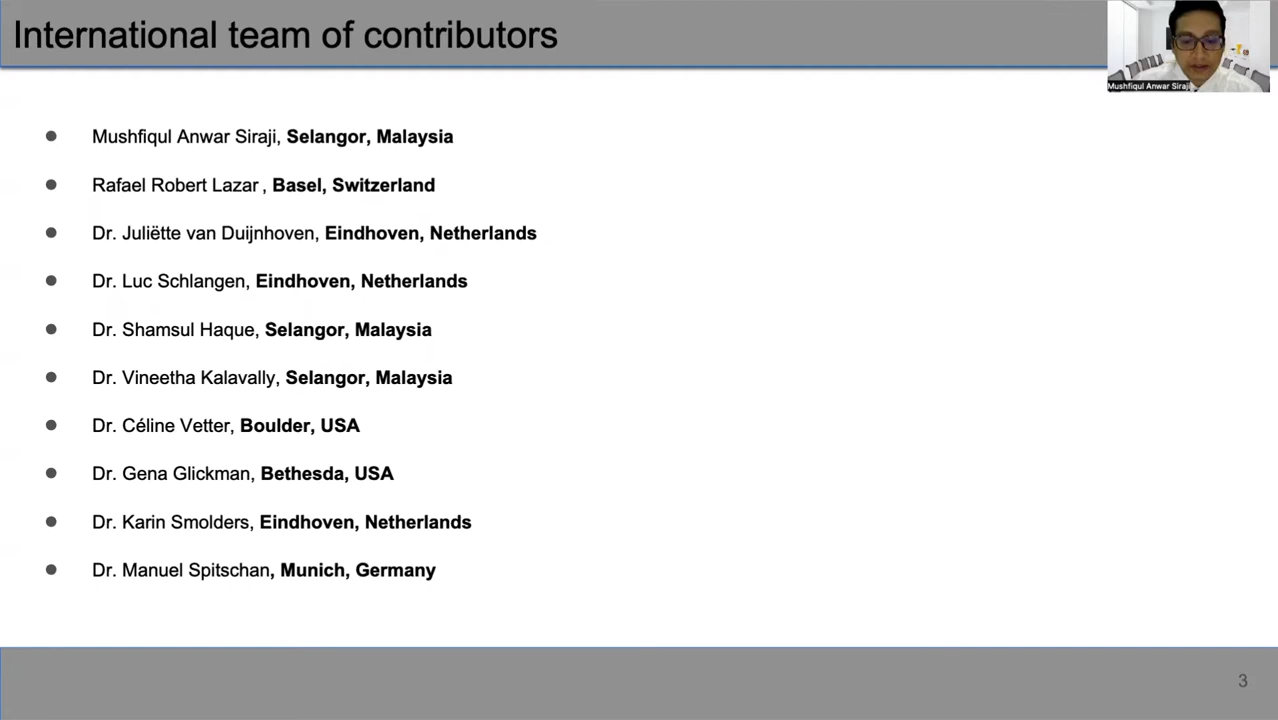 International team of contributors
Mushfiqul Anwar Siraji
Mushfiqul Anwar Siraji, Selangor, Malaysia
Rafael Robert Lazar , Basel, Switzerland
Dr. Juliëtte van Duijnhoven, Eindhoven, Netherlands
Dr. Luc Schlangen, Eindhoven, Netherlands
Dr. Shamsul Haque, Selangor, Malaysia
Dr. Vineetha Kalavally, Selangor, Malaysia
Dr. Céline Vetter, Boulder, USA
Dr. Gena Glickman, Bethesda, USA
Dr. Karin Smolders, Eindhoven, Netherlands
Dr. Manuel Spitschan, Munich, Germany
3